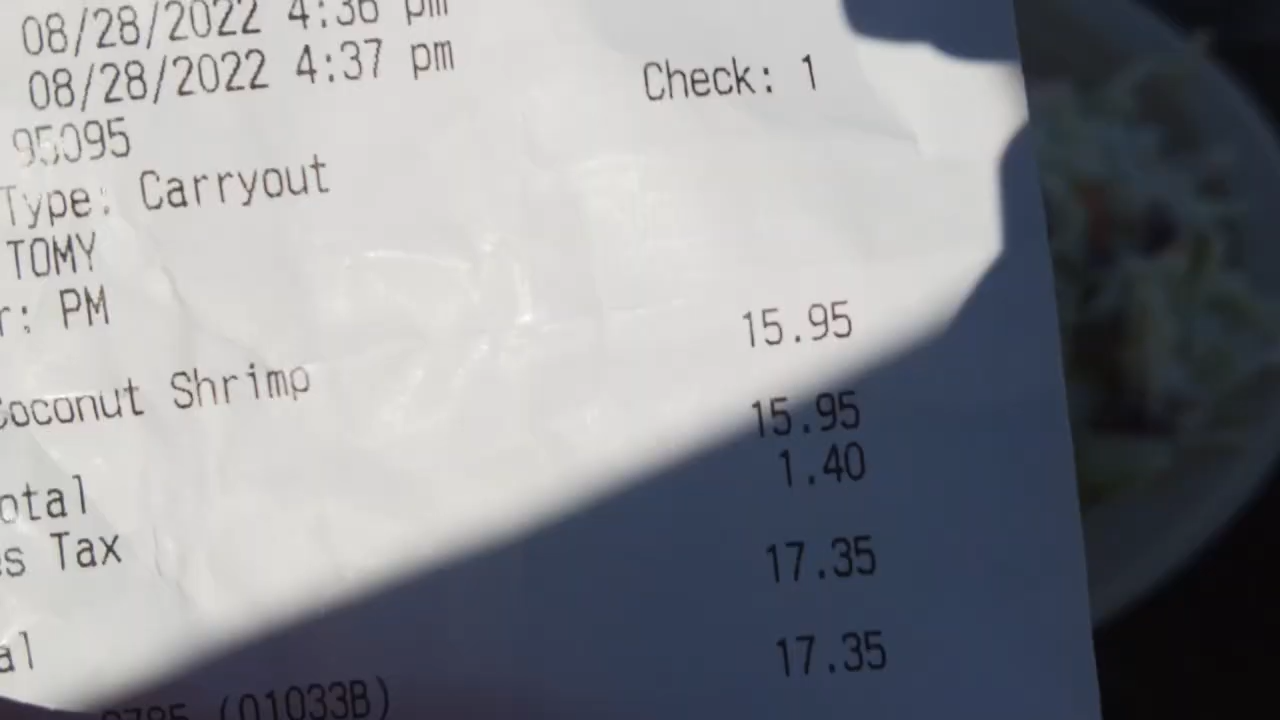 08/28/2022 4:36 pm
08/28/2022 4:37 pm
Check: 1
95095
Type: Carryout
TOMY
r: PM
Coconut Shrimp 15.95
otal 15.95
es Tax 1.40
al 17.35
17.35
(01033B)